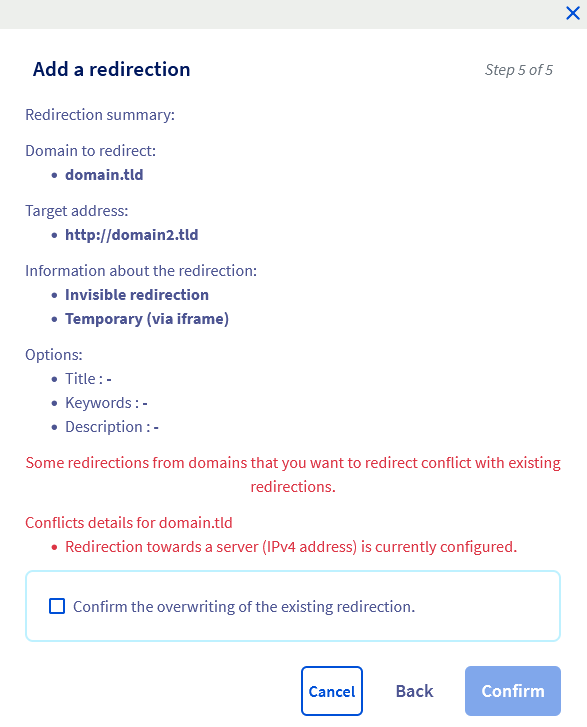 Add a redirection
Step 5 of 5
Redirection summary:
Domain to redirect:
• domain.tld
Target address:
• http://domain2.tld
Information about the redirection:
• Invisible redirection
• Temporary (via iframe)
Options:
• Title : -
• Keywords : -
• Description : -
Some redirections from domains that you want to redirect conflict with existing
redirections.
Conflicts details for domain.tld
• Redirection towards a server (IPv4 address) is currently configured.
Confirm the overwriting of the existing redirection.
Cancel
Back
Confirm